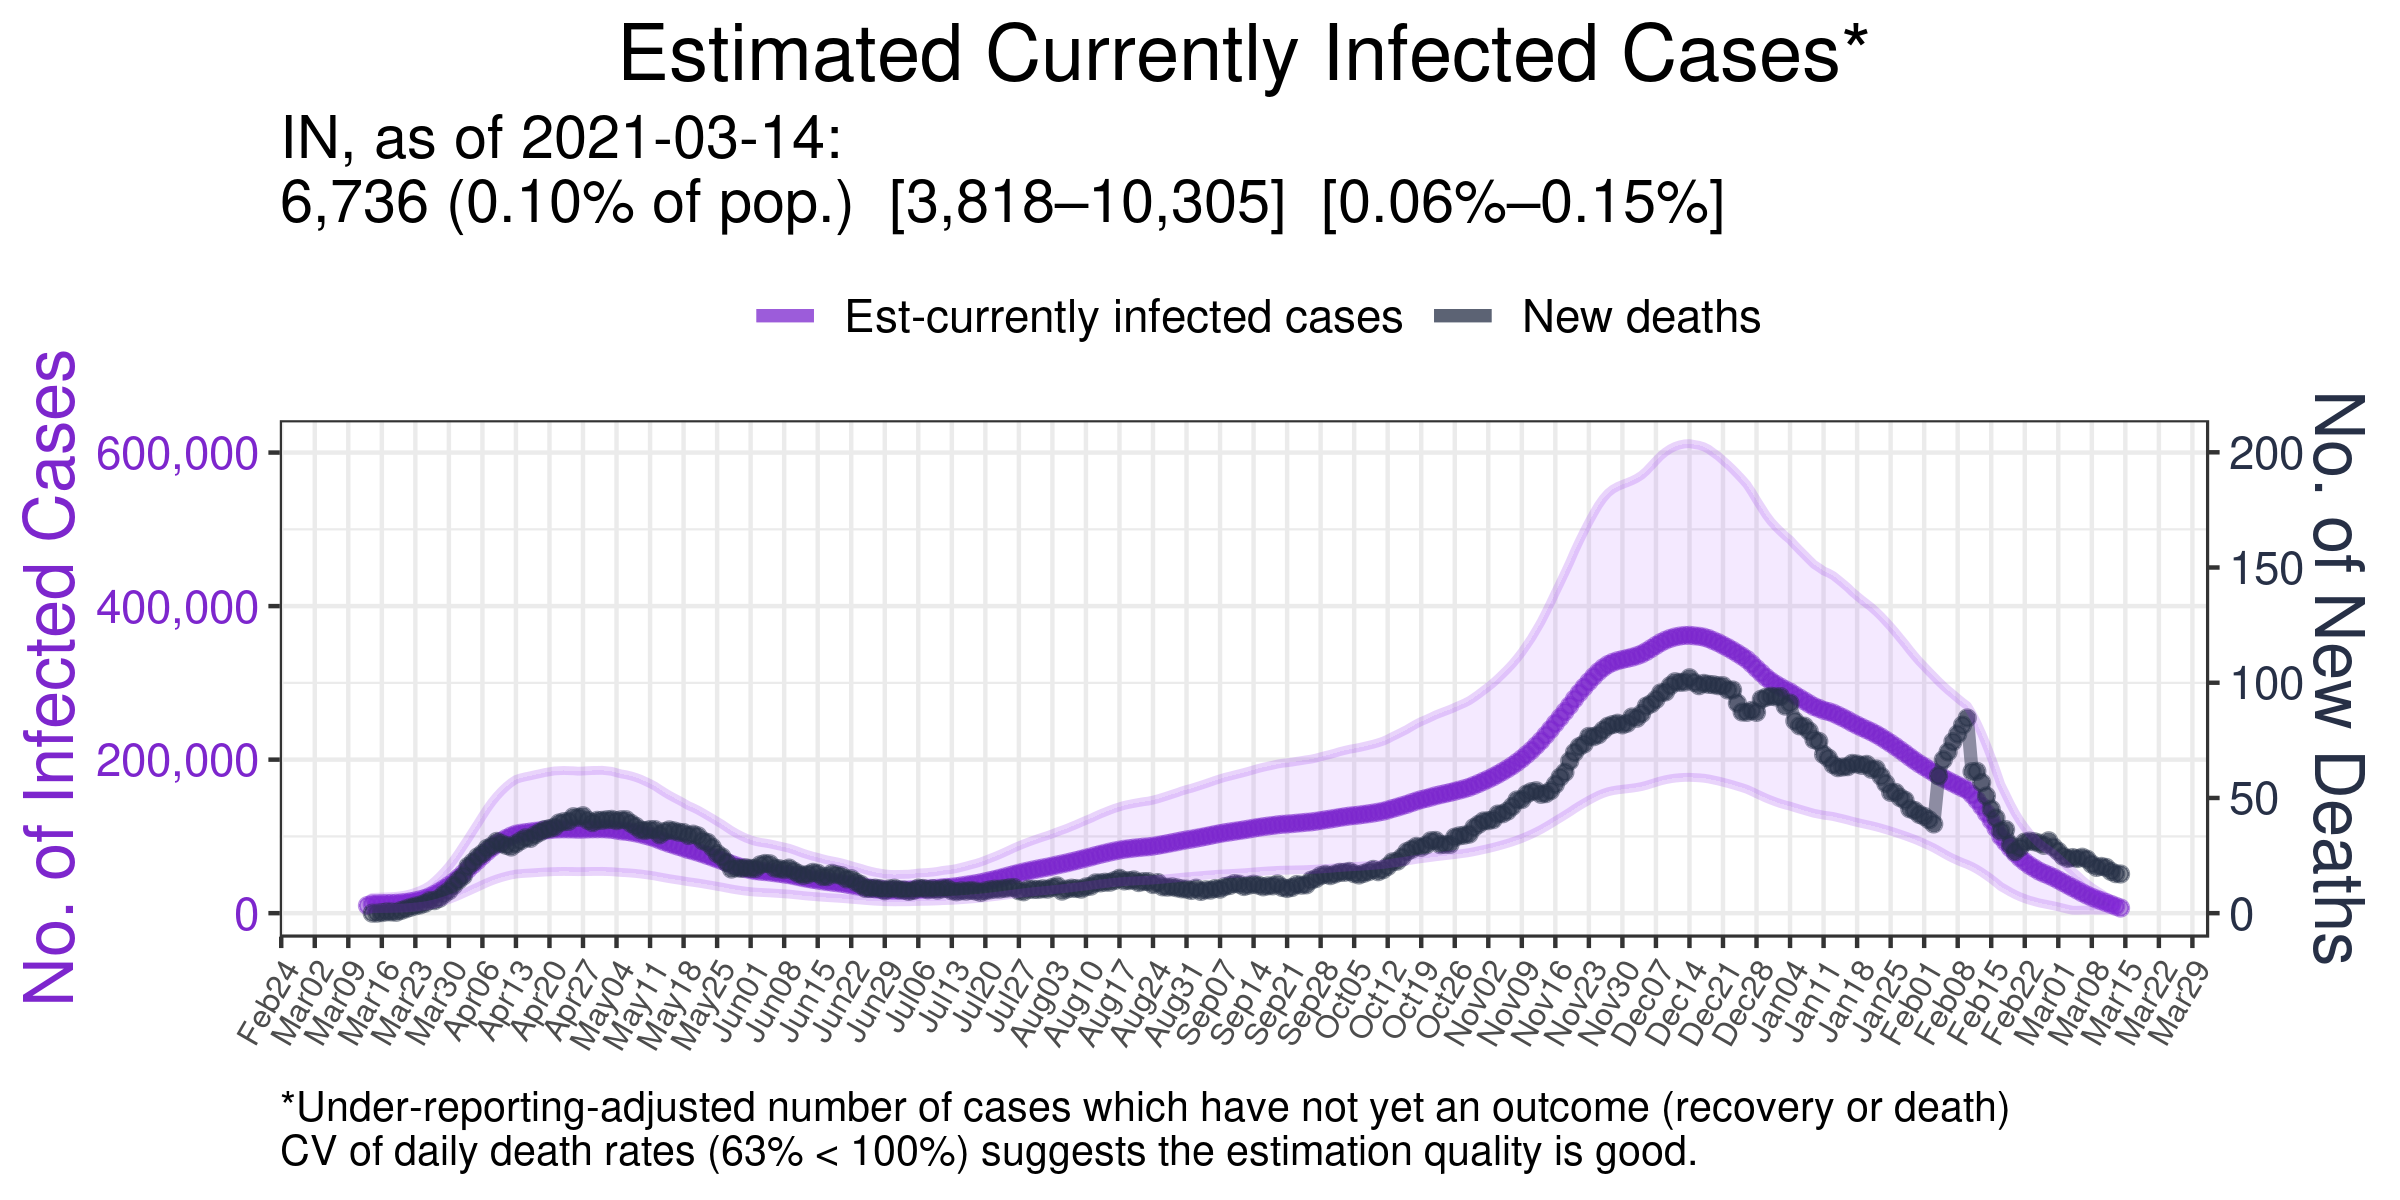 Estimated Currently Infected Cases*
IN, as of 2021-03-14:
6,736 (0.10% of pop.)  [3,818–10,305]  [0.06%–0.15%]
Est-currently infected cases
New deaths
No. of Infected Cases
600,000
400,000
200,000
0
200
150
100
50
0
No. of New Deaths
Feb24
Mar02
Mar09
Mar16
Mar23
Mar30
Apr06
Apr13
Apr20
Apr27
May04
May11
May18
May25
Jun01
Jun08
Jun15
Jun22
Jun29
Jul06
Jul13
Jul20
Jul27
Aug03
Aug10
Aug17
Aug24
Aug31
Sep07
Sep14
Sep21
Sep28
Oct05
Oct12
Oct19
Oct26
Nov02
Nov09
Nov16
Nov23
Nov30
Dec07
Dec14
Dec21
Dec28
Jan04
Jan11
Jan18
Jan25
Feb01
Feb08
Feb15
Feb22
Mar01
Mar08
Mar15
Mar22
Mar29
*Under-reporting-adjusted number of cases which have not yet an outcome (recovery or death)
CV of daily death rates (63% < 100%) suggests the estimation quality is good.